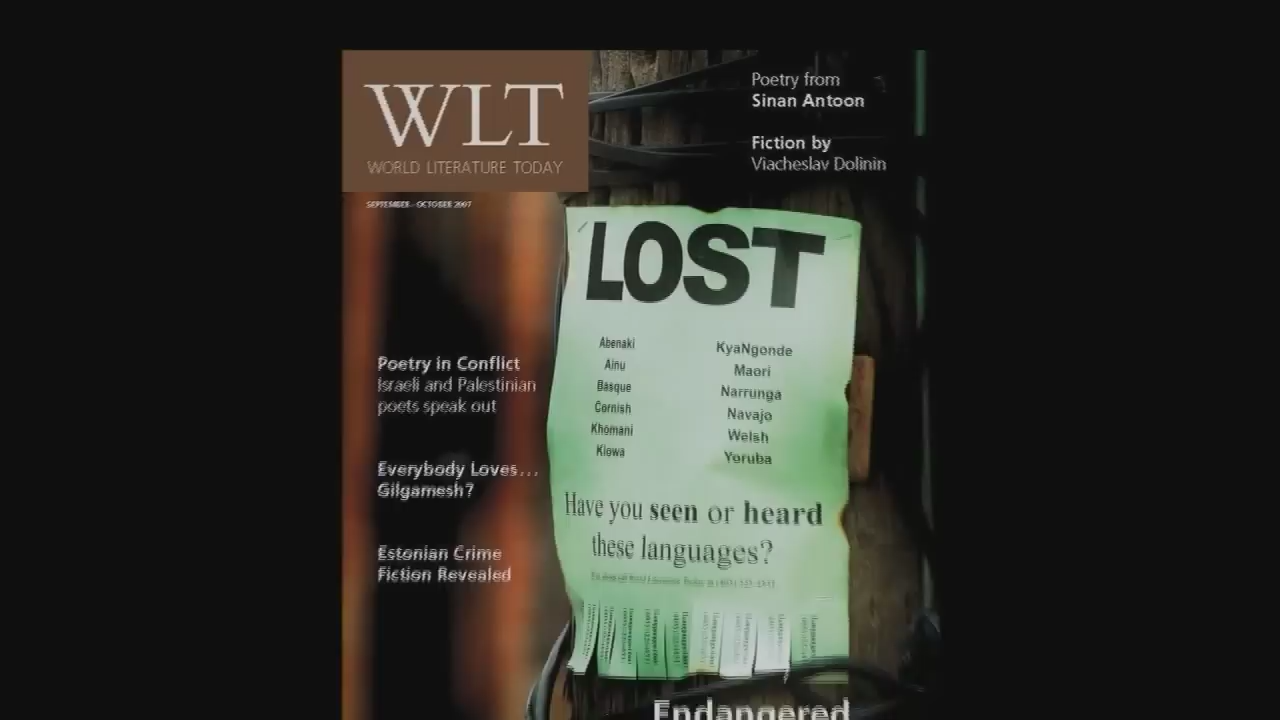 WLT
WORLD LITERATURE TODAY
SEPTEMBER - OCTOBER 2007
Poetry from
Sinan Antoon
Fiction by
Viacheslav Dolinin
LOST
Abenaki
Ainu
Basque
Cornish
Khomani
Kiowa
KyaNgonde
Maori
Narrunga
Navajo
Welsh
Yoruba
Have you seen or heard
these languages?
Poetry in Conflict
Israeli and Palestinian
poets speak out
Everybody Loves...
Gilgamesh?
Estonian Crime
Fiction Revealed
Endangered